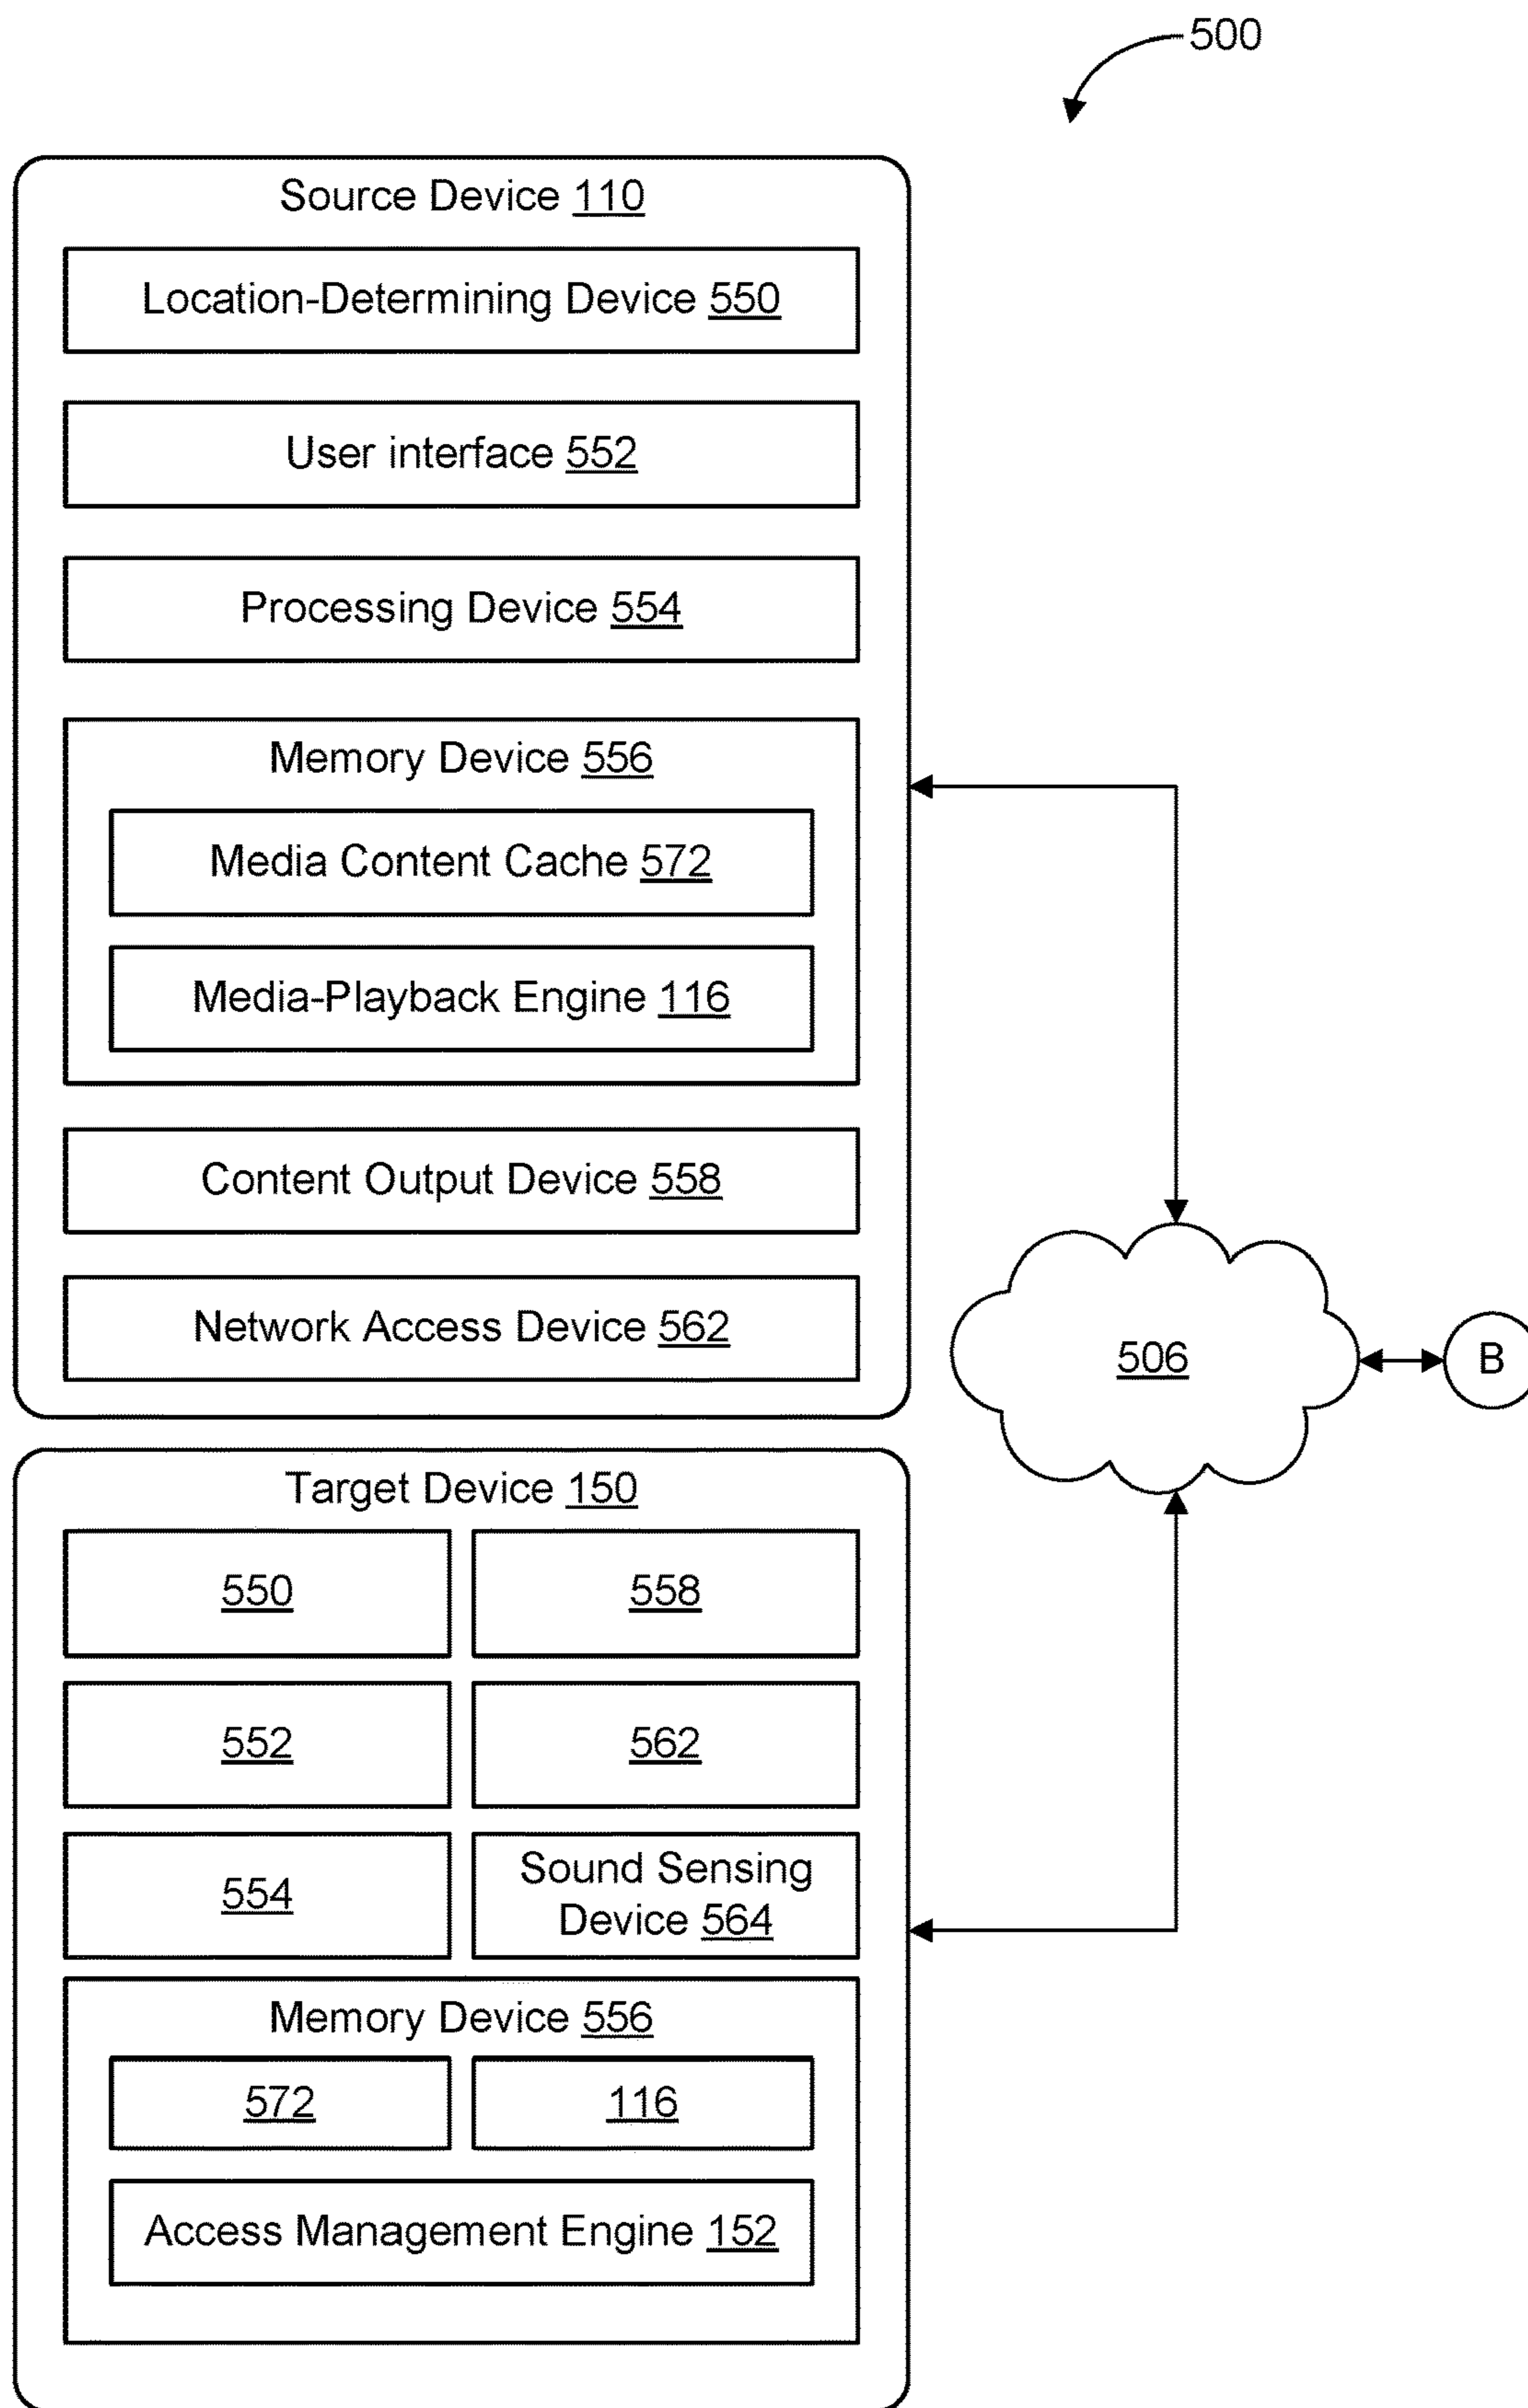 500
Source Device 110
Location-Determining Device 550
User interface 552
Processing Device 554
Memory Device 556
Media Content Cache 572
Media-Playback Engine 116
Content Output Device 558
Network Access Device 562
506
B
Target Device 150
550
558
552
562
554
Sound Sensing
Device 564
Memory Device 556
572
116
Access Management Engine 152